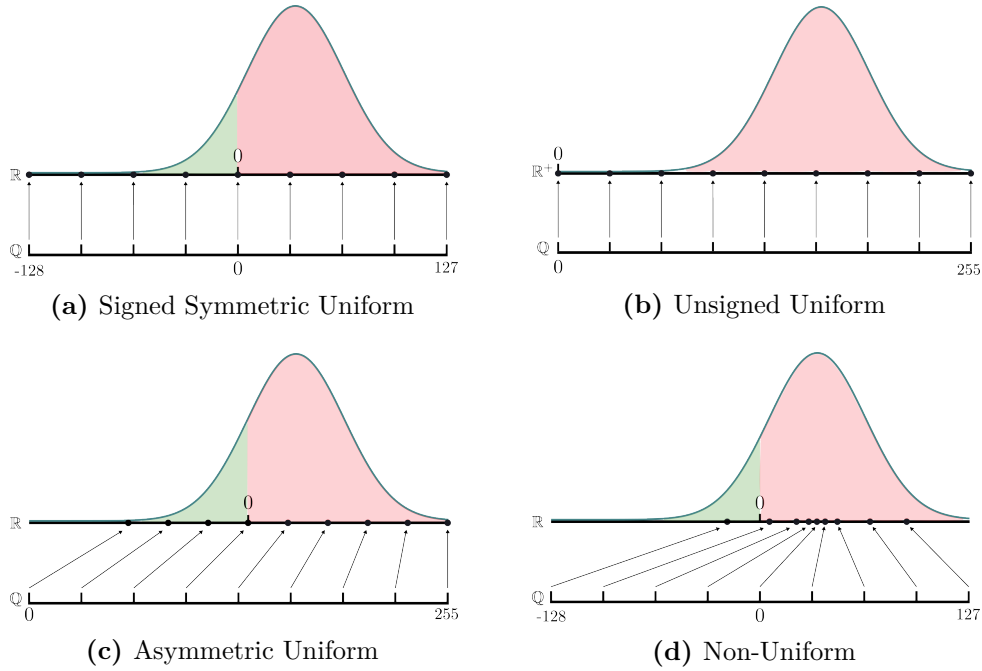 0
ℝ
ℚ
-128 0 127
(a) Signed Symmetric Uniform
0
ℝ⁺
ℚ
0 255
(b) Unsigned Uniform
0
ℝ
ℚ
0 255
(c) Asymmetric Uniform
0
ℝ
ℚ
-128 0 127
(d) Non-Uniform